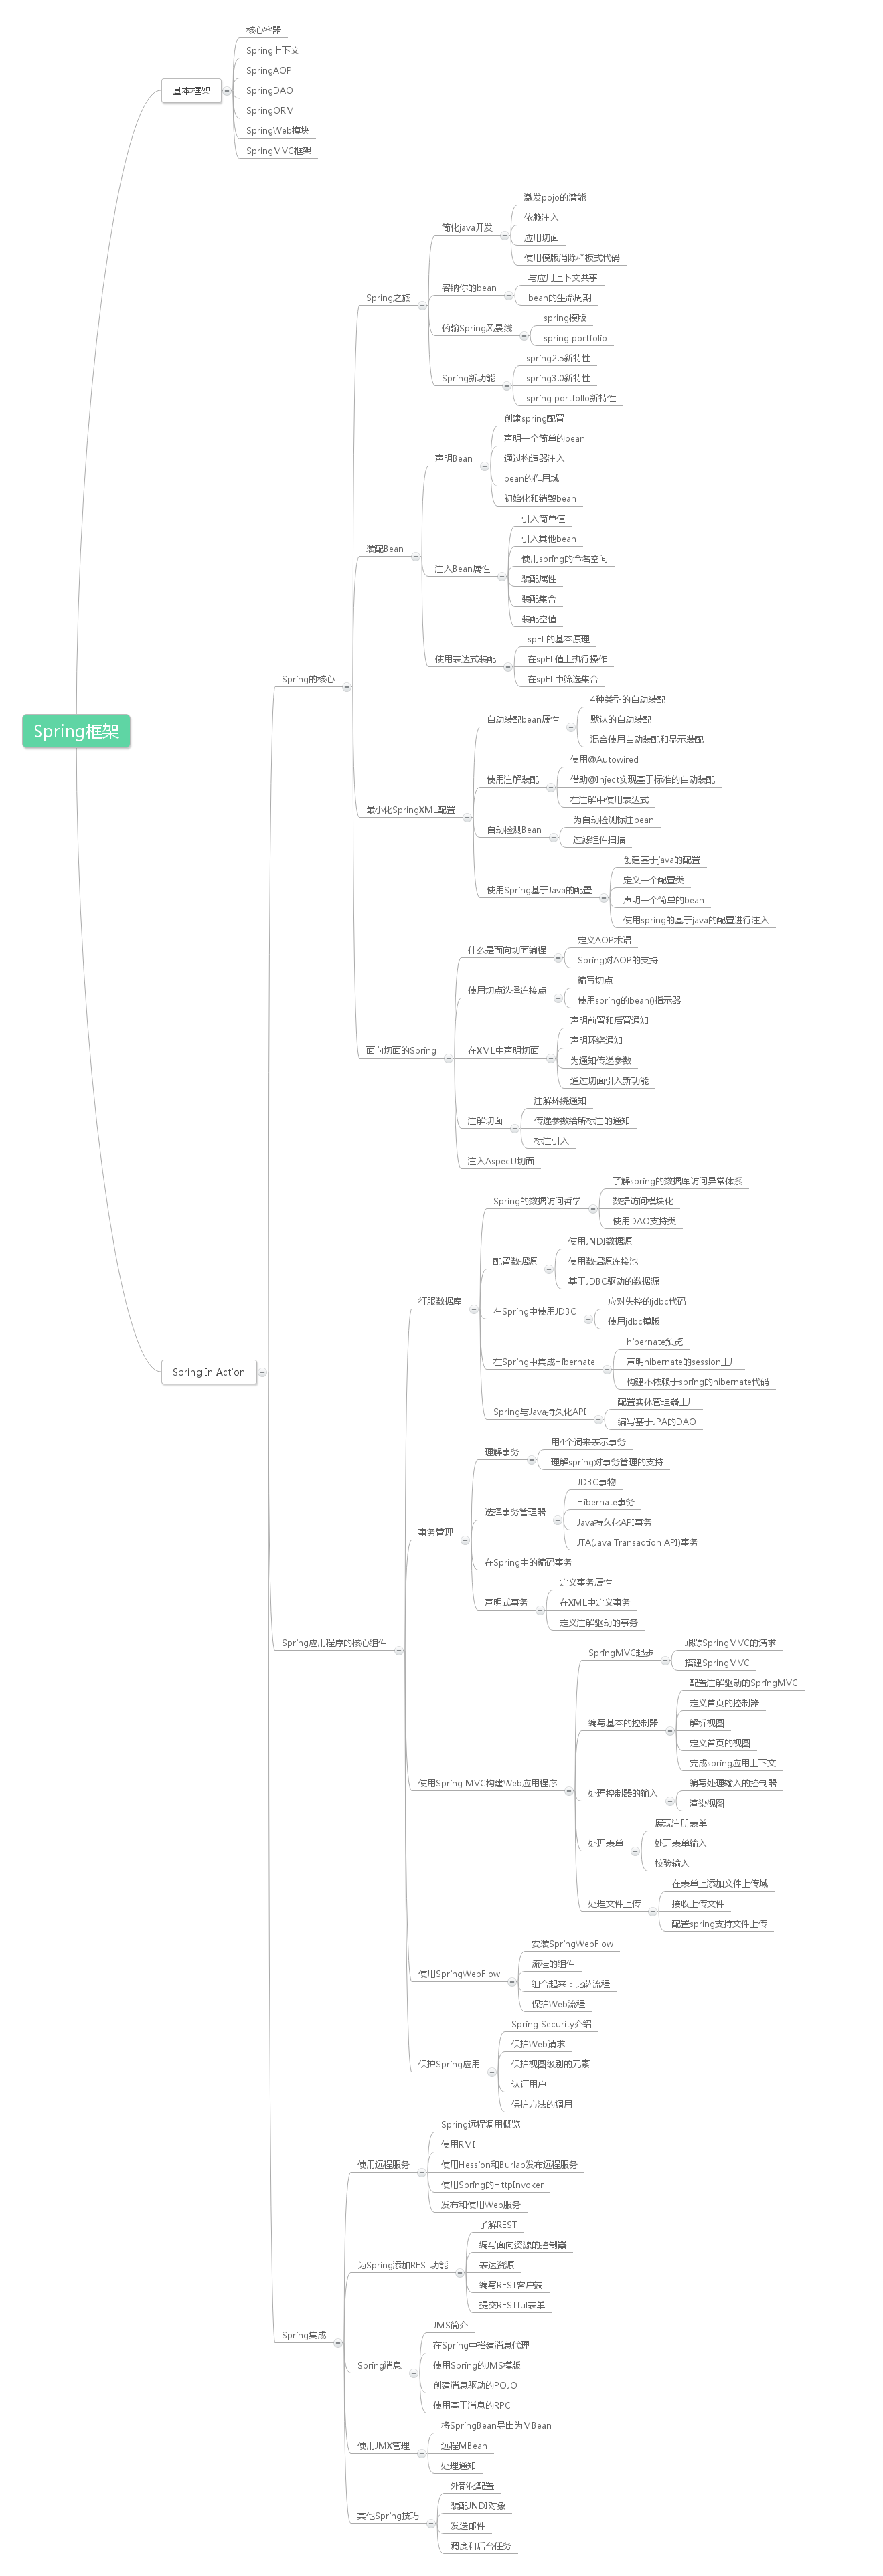 核心容器
Spring上下文
SpringAOP
SpringDAO
基本框架
SpringORM
SpringWeb模块
SpringMVC框架
激发pojo的潜能
依赖注入
简化java开发
应用切面
使用模版消除样板式代码
与应用上下文共事
容纳你的bean
bean的生命周期
Spring之旅
spring模版
俯瞰Spring风景线
spring portfolio
spring2.5新特性
Spring新功能
spring3.0新特性
spring portfolio新特性
创建spring配置
声明一个简单的bean
声明Bean
通过构造器注入
bean的作用域
初始化和销毁bean
引入简单值
引入其他bean
装配Bean
使用spring的命名空间
注入Bean属性
装配属性
装配集合
装配空值
spEL的基本原理
使用表达式装配
在spEL值上执行操作
在spEL中筛选集合
Spring的核心
4种类型的自动装配
自动装配bean属性
默认的自动装配
混合使用自动装配和显示装配
Spring框架
使用@Autowired
使用注解装配
借助@Inject实现基于标准的自动装配
在注解中使用表达式
最小化SpringXML配置
为自动检测标注bean
自动检测Bean
过滤组件扫描
创建基于java的配置
定义一个配置类
使用Spring基于Java的配置
声明一个简单的bean
使用spring的基于java的配置进行注入
定义AOP术语
什么是面向切面编程
Spring对AOP的支持
编写切点
使用切点选择连接点
使用spring的bean()指示器
声明前置和后置通知
声明环绕通知
面向切面的Spring
在XML中声明切面
为通知传递参数
通过切面引入新功能
注解环绕通知
注解切面
传递参数给所标注的通知
标注引入
注入AspectJ切面
了解spring的数据库访问异常体系
Spring的数据访问哲学
数据访问模块化
使用DAO支持类
使用JNDI数据源
配置数据源
使用数据源连接池
基于JDBC驱动的数据源
征服数据库
应对失控的jdbc代码
在Spring中使用JDBC
使用jdbc模版
hibernate预览
在Spring中集成Hibernate
声明hibernate的session工厂
构建不依赖于spring的hibernate代码
Spring In Action
配置实体管理器工厂
Spring与Java持久化API
编写基于JPA的DAO
用4个词来表示事务
理解事务
理解spring对事务管理的支持
JDBC事物
Hibernate事务
选择事务管理器
Java持久化API事务
事务管理
JTA(Java Transaction API)事务
在Spring中的编码事务
定义事务属性
声明式事务
在XML中定义事务
定义注解驱动的事务
Spring应用程序的核心组件
跟踪SpringMVC的请求
SpringMVC起步
搭建SpringMVC
配置注解驱动的SpringMVC
定义首页的控制器
编写基本的控制器
解析视图
定义首页的视图
完成spring应用上下文
使用Spring MVC构建Web应用程序
编写处理输入的控制器
处理控制器的输入
渲染视图
展现注册表单
处理表单
处理表单输入
校验输入
在表单上添加文件上传域
处理文件上传
接收上传文件
配置spring支持文件上传
安装SpringWebFlow
流程的组件
使用SpringWebFlow
组合起来：比萨流程
保护Web流程
Spring Security介绍
保护Web请求
保护Spring应用
保护视图级别的元素
认证用户
保护方法的调用
Spring远程调用概览
使用RMI
使用远程服务
使用Hession和Burlap发布远程服务
使用Spring的HttpInvoker
发布和使用Web服务
了解REST
编写面向资源的控制器
为Spring添加REST功能
表达资源
编写REST客户端
提交RESTful表单
Spring集成
JMS简介
在Spring中搭建消息代理
Spring消息
使用Spring的JMS模版
创建消息驱动的POJO
使用基于消息的RPC
将SpringBean导出为MBean
使用JMX管理
远程MBean
处理通知
外部化配置
装配JNDI对象
其他Spring技巧
发送邮件
调度和后台任务